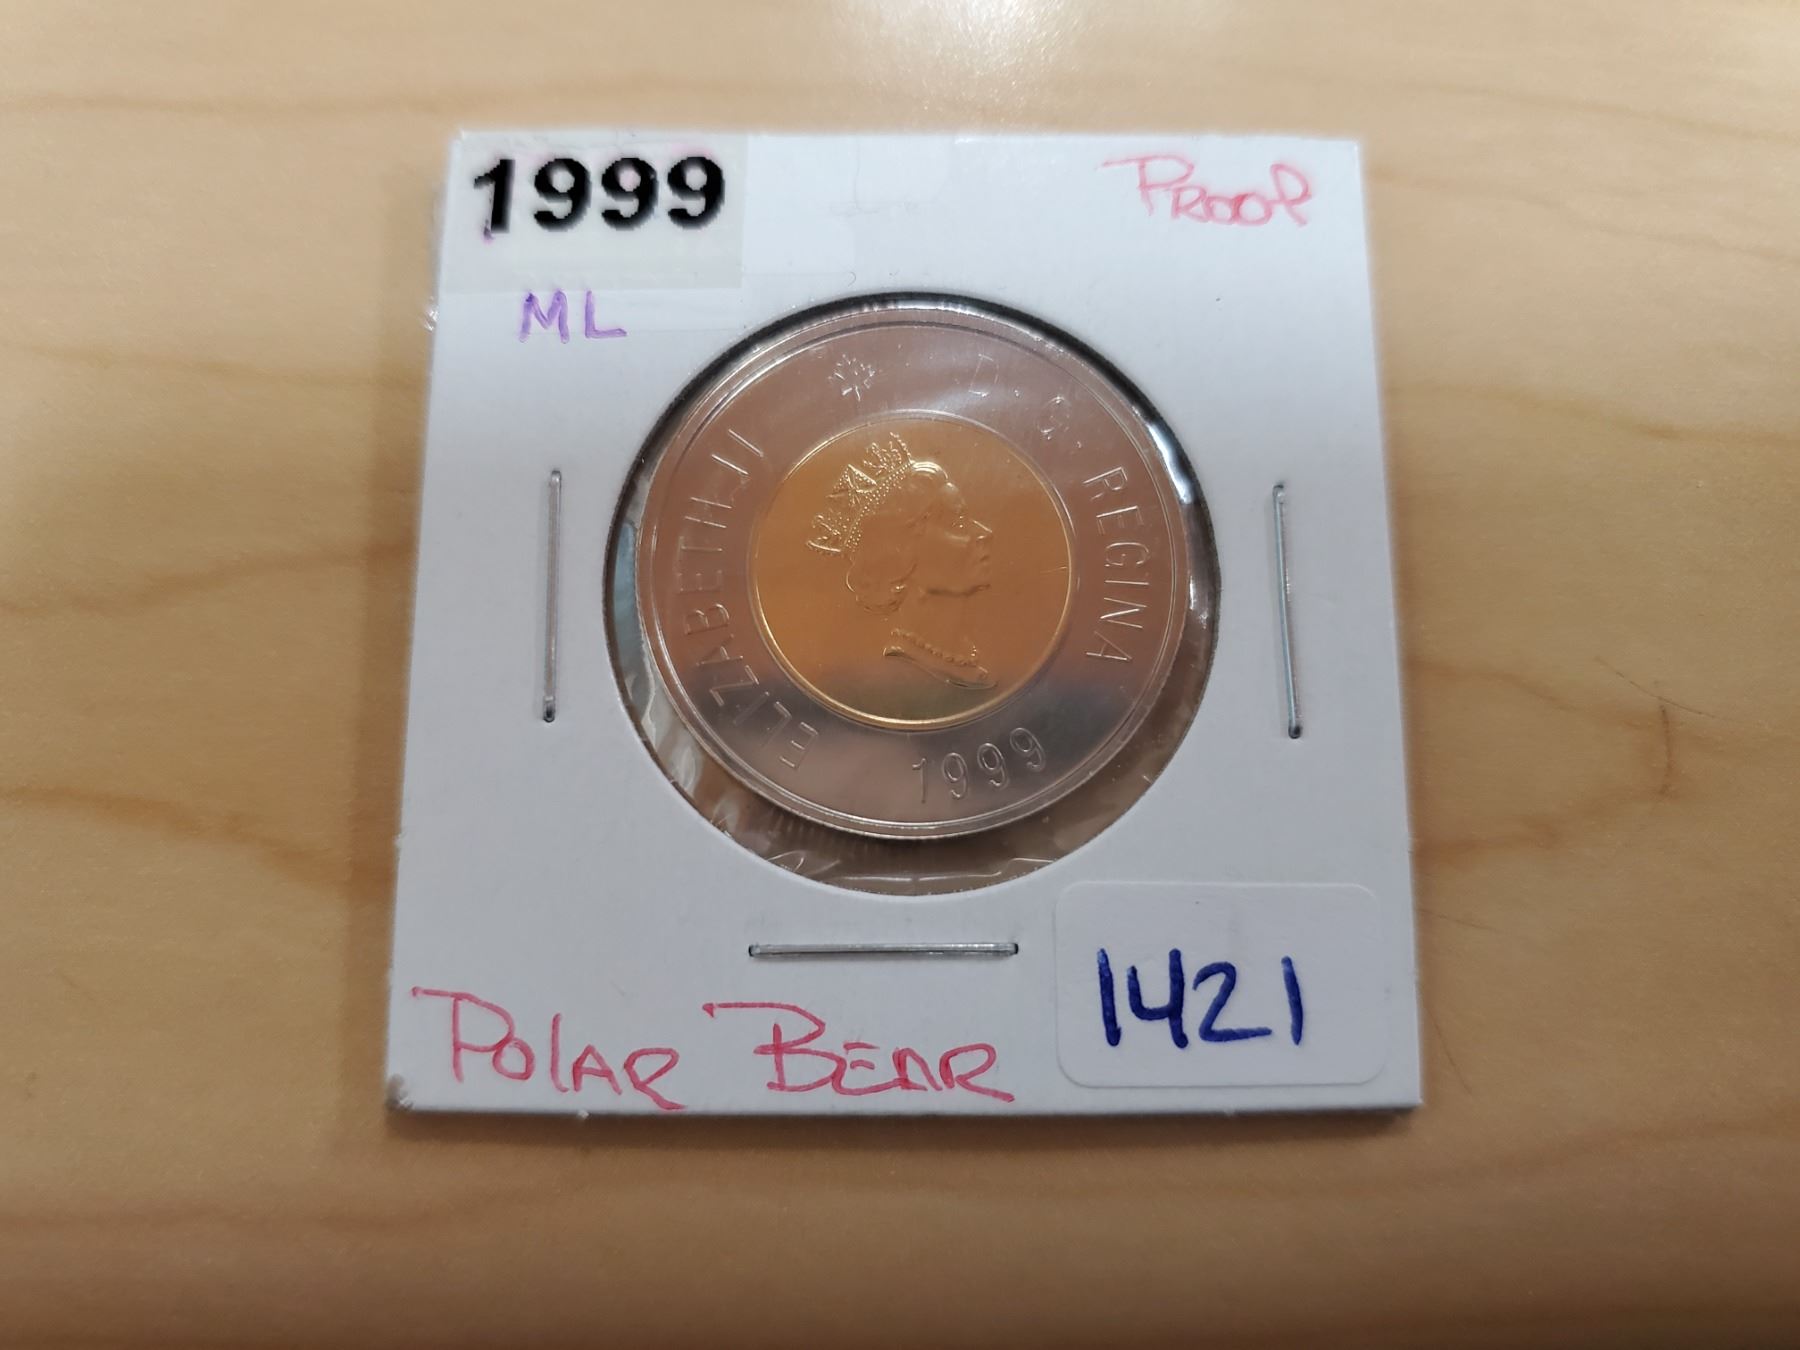 1999
Proof
ML
ELIZABETH II D. G. REGINA
1999
1421
Polar Bear